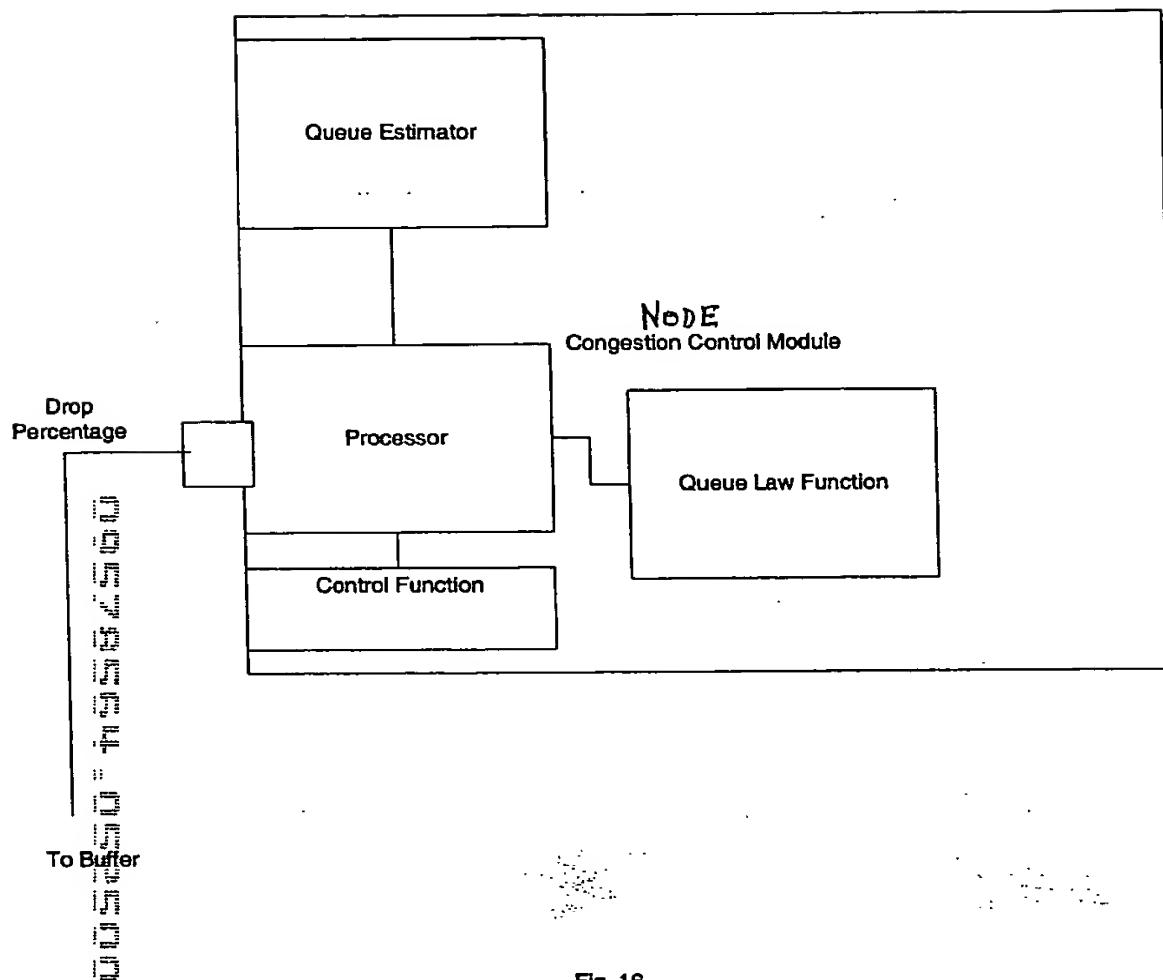 Queue Estimator
NODE
Congestion Control Module
Drop
Percentage
Processor
Queue Law Function
Control Function
To Buffer